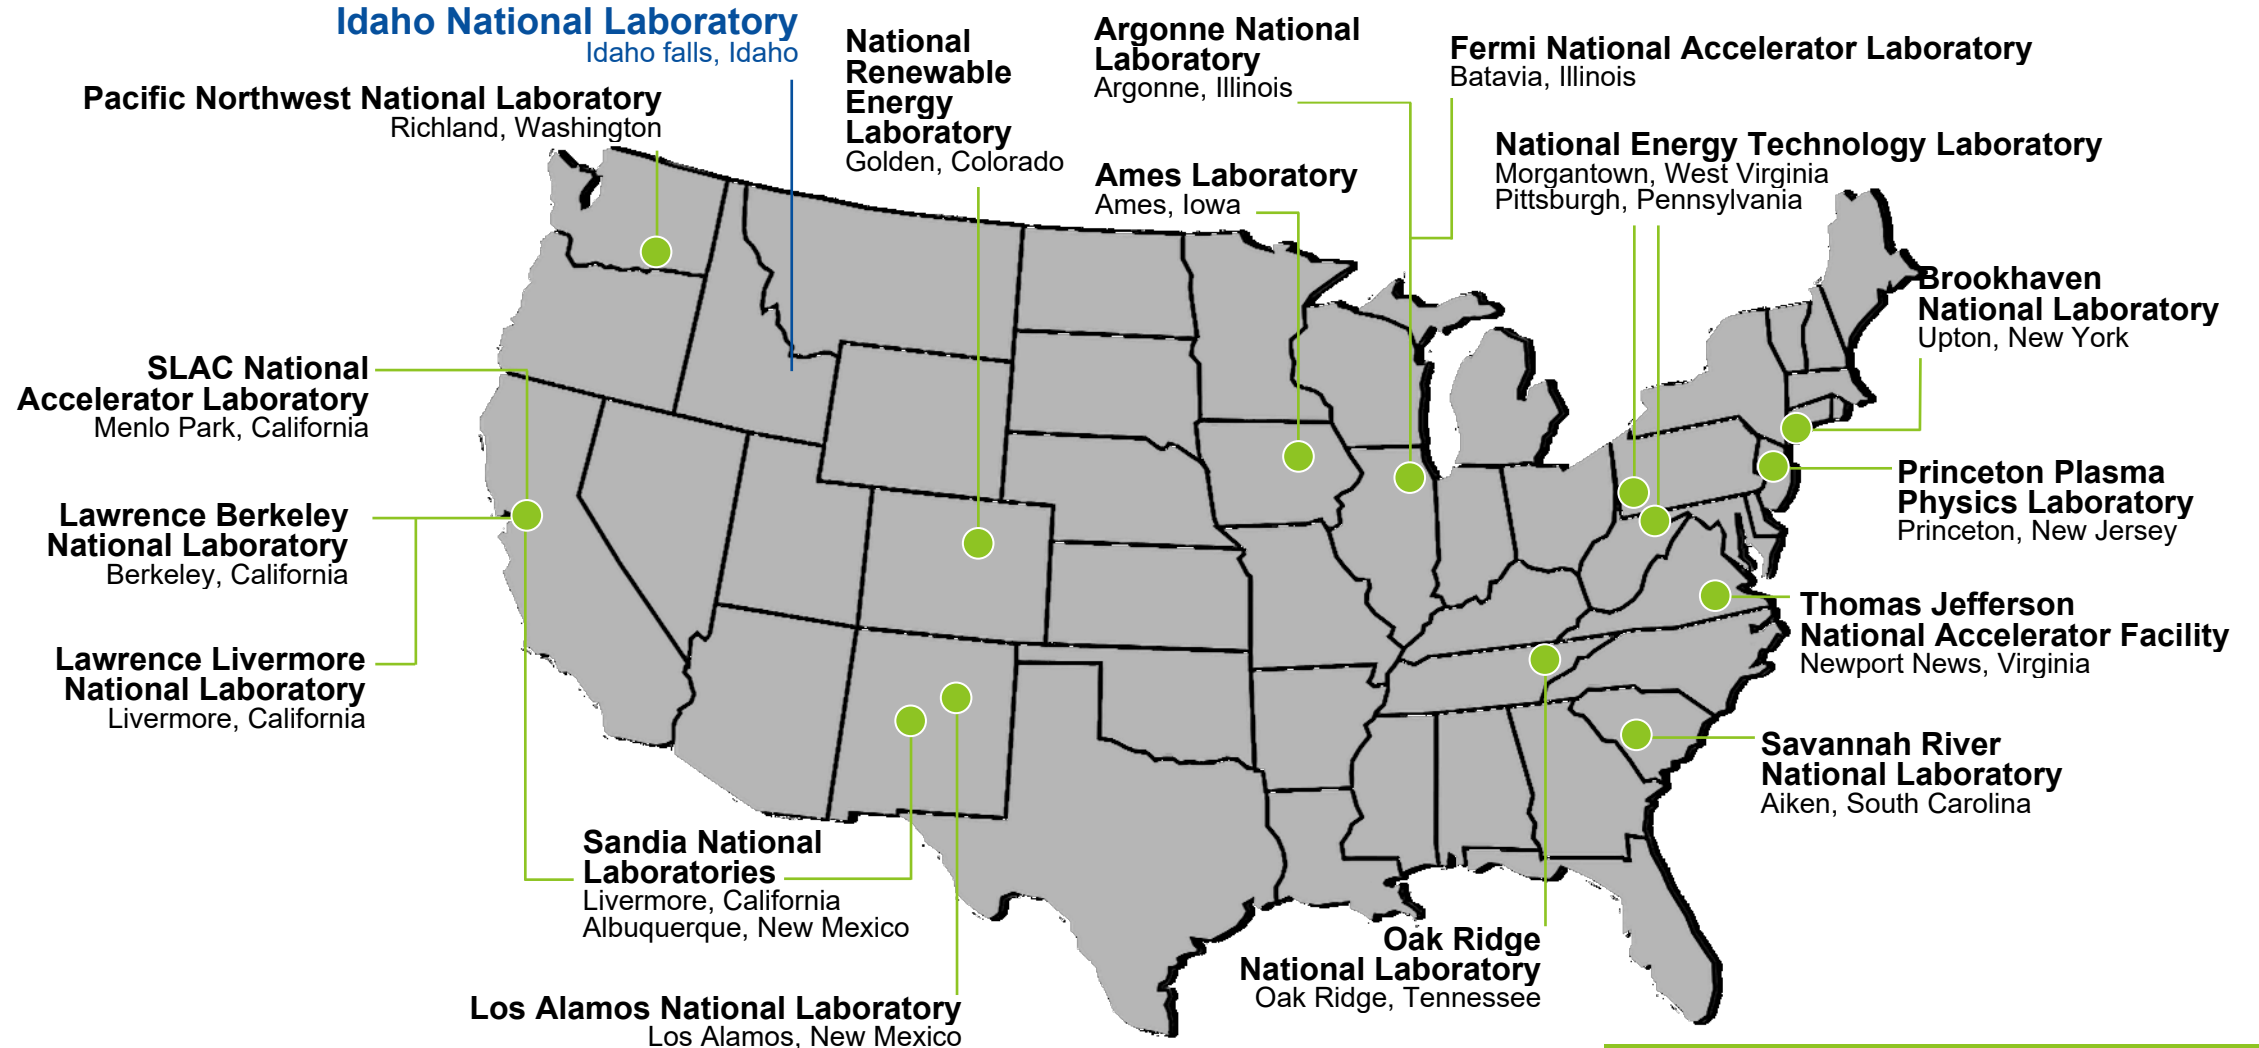 Idaho National Laboratory
Idaho falls, Idaho
Pacific Northwest National Laboratory
Richland, Washington
National
Renewable
Energy
Laboratory
Golden, Colorado
Argonne National
Laboratory
Argonne, Illinois
Fermi National Accelerator Laboratory
Batavia, Illinois
Ames Laboratory
Ames, Iowa
National Energy Technology Laboratory
Morgantown, West Virginia
Pittsburgh, Pennsylvania
Brookhaven
National Laboratory
Upton, New York
SLAC National
Accelerator Laboratory
Menlo Park, California
Lawrence Berkeley
National Laboratory
Berkeley, California
Lawrence Livermore
National Laboratory
Livermore, California
Princeton Plasma
Physics Laboratory
Princeton, New Jersey
Thomas Jefferson
National Accelerator Facility
Newport News, Virginia
Savannah River
National Laboratory
Aiken, South Carolina
Sandia National
Laboratories
Livermore, California
Albuquerque, New Mexico
Oak Ridge
National Laboratory
Oak Ridge, Tennessee
Los Alamos National Laboratory
Los Alamos, New Mexico